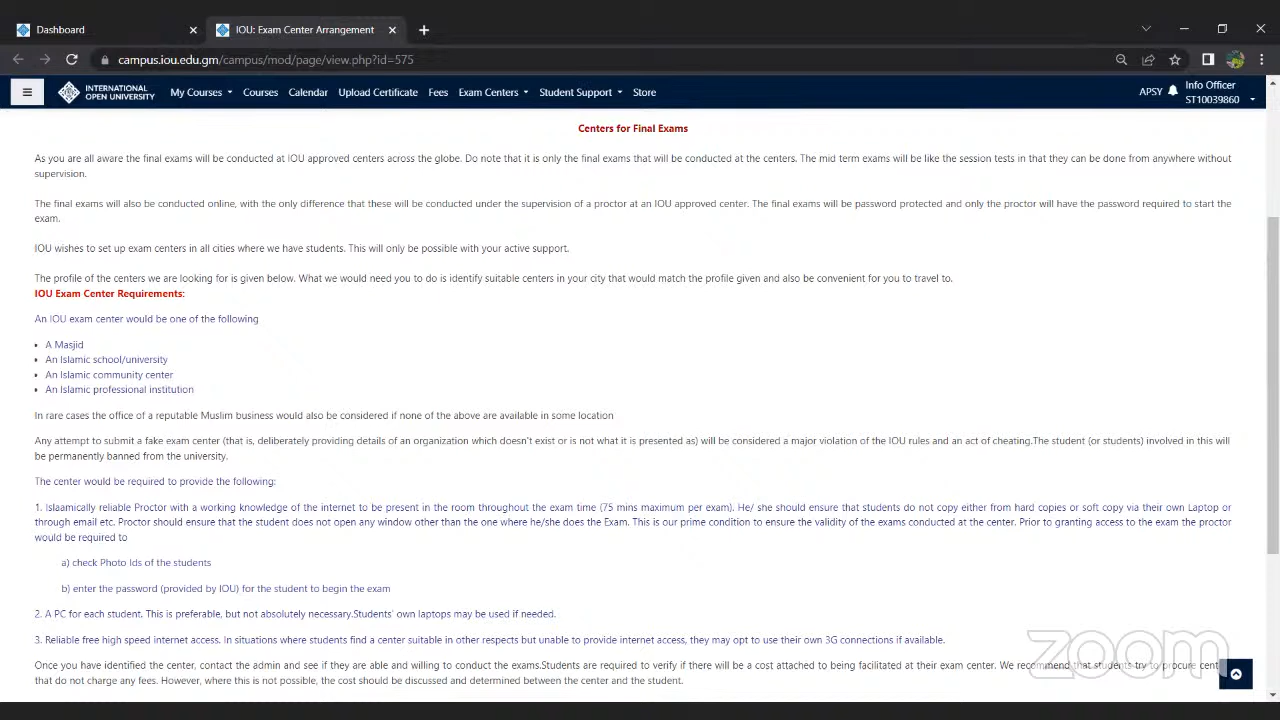 Dashboard
IOU: Exam Center Arrangement
campus.iou.edu.gm/campus/mod/page/view.php?id=575
INTERNATIONAL
OPEN UNIVERSITY
My Courses Courses Calendar Upload Certificate Fees Exam Centers Student Support Store
APSY
Info Officer
ST10039860
Centers for Final Exams
As you are all aware the final exams will be conducted at IOU approved centers across the globe. Do note that it is only the final exams that will be conducted at the centers. The mid term exams will be like the session tests in that they can be done from anywhere without
supervision.
The final exams will also be conducted online, with the only difference that these will be conducted under the supervision of a proctor at an IOU approved center. The final exams will be password protected and only the proctor will have the password required to start the
exam.
IOU wishes to set up exam centers in all cities where we have students. This will only be possible with your active support.
The profile of the centers we are looking for is given below. What we would need you to do is identify suitable centers in your city that would match the profile given and also be convenient for you to travel to.
IOU Exam Center Requirements:
An IOU exam center would be one of the following
• A Masjid
• An Islamic school/university
• An Islamic community center
• An Islamic professional institution
In rare cases the office of a reputable Muslim business would also be considered if none of the above are available in some location
Any attempt to submit a fake exam center (that is, deliberately providing details of an organization which doesn't exist or is not what it is presented as) will be considered a major violation of the IOU rules and an act of cheating.The student (or students) involved in this will
be permanently banned from the university.
The center would be required to provide the following:
1. Islaamically reliable Proctor with a working knowledge of the internet to be present in the room throughout the exam time (75 mins maximum per exam). He/ she should ensure that students do not copy either from hard copies or soft copy via their own Laptop or
through email etc. Proctor should ensure that the student does not open any window other than the one where he/she does the Exam. This is our prime condition to ensure the validity of the exams conducted at the center. Prior to granting access to the exam the proctor
would be required to
a) check Photo Ids of the students
b) enter the password (provided by IOU) for the student to begin the exam
2. A PC for each student. This is preferable, but not absolutely necessary.Students' own laptops may be used if needed.
3. Reliable free high speed internet access. In situations where students find a center suitable in other respects but unable to provide internet access, they may opt to use their own 3G connections if available.
zoom
Once you have identified the center, contact the admin and see if they are able and willing to conduct the exams.Students are required to verify if there will be a cost attached to being facilitated at their exam center. We recommend that students try to procure cent
that do not charge any fees. However, where this is not possible, the cost should be discussed and determined between the center and the student.